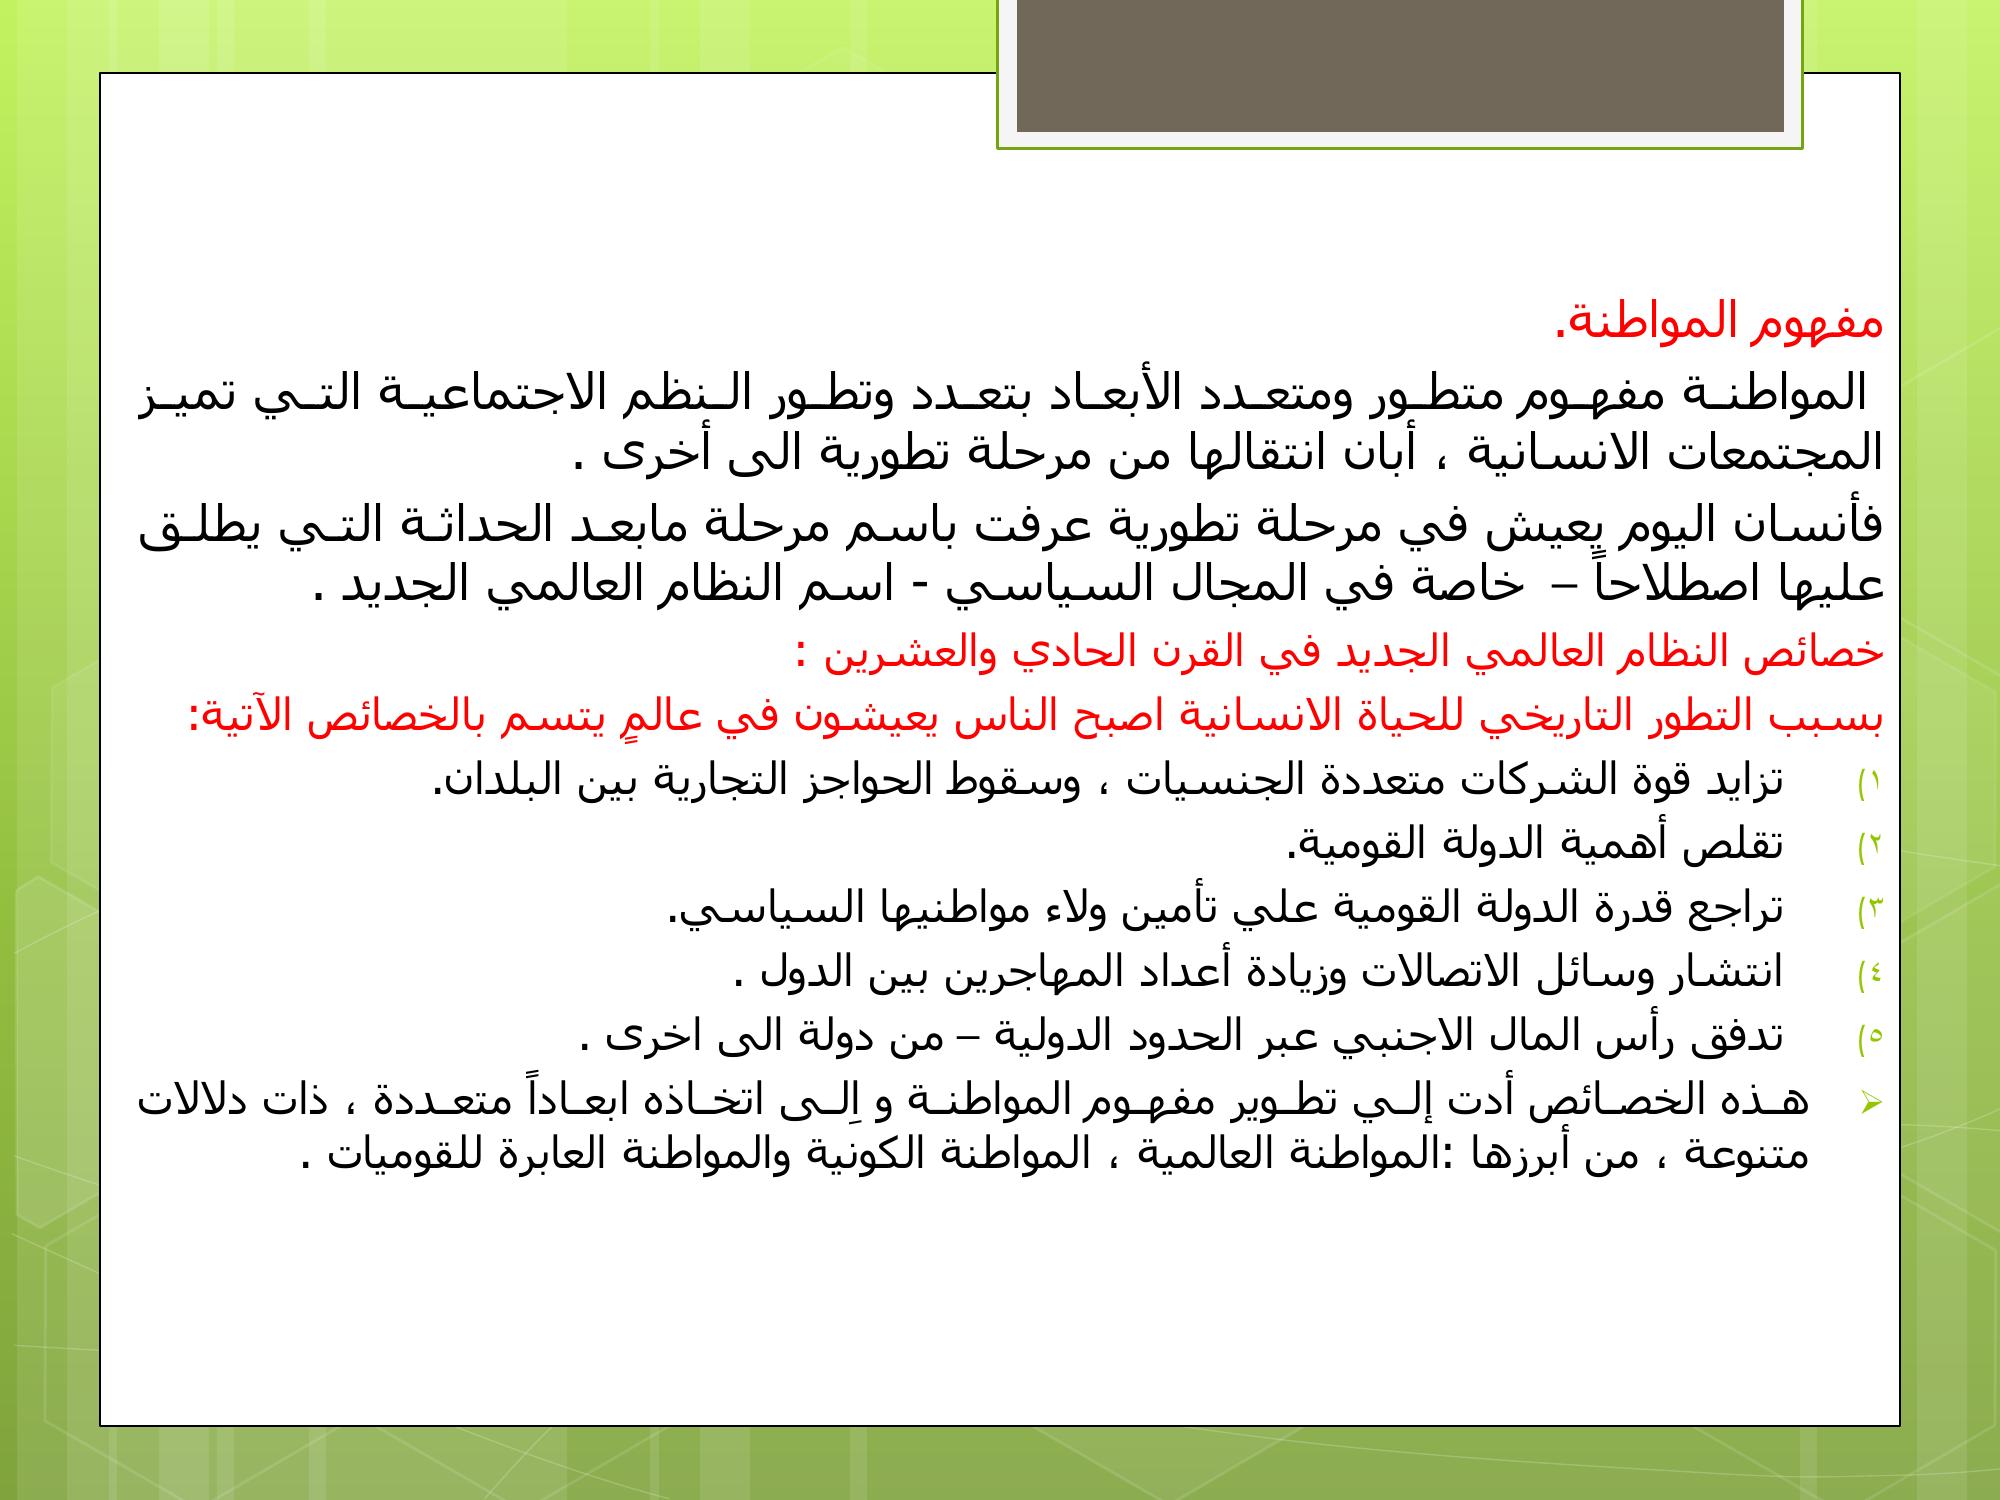 مفهوم المواطنة.
المواطنة مفهوم متطور ومتعدد الأبعاد بتعدد وتطور النظم الاجتماعية التي تميز
المجتمعات الانسانية ، أبان انتقالها من مرحلة تطورية الى أخرى .
فأنسان اليوم يعيش في مرحلة تطورية عرفت باسم مرحلة مابعد الحداثة التي يطلق
عليها اصطلاحاً – خاصة في المجال السياسي - اسم النظام العالمي الجديد .
خصائص النظام العالمي الجديد في القرن الحادي والعشرين :
بسبب التطور التاريخي للحياة الانسانية اصبح الناس يعيشون في عالمٍ يتسم بالخصائص الآتية:
١) تزايد قوة الشركات متعددة الجنسيات ، وسقوط الحواجز التجارية بين البلدان.
٢) تقلص أهمية الدولة القومية.
٣) تراجع قدرة الدولة القومية علي تأمين ولاء مواطنيها السياسي.
٤) انتشار وسائل الاتصالات وزيادة أعداد المهاجرين بين الدول .
٥) تدفق رأس المال الاجنبي عبر الحدود الدولية – من دولة الى اخرى .
➢ هذه الخصائص أدت إلي تطوير مفهوم المواطنة و اِلى اتخاذه ابعاداً متعددة ، ذات دلالات
متنوعة ، من أبرزها :المواطنة العالمية ، المواطنة الكونية والمواطنة العابرة للقوميات .